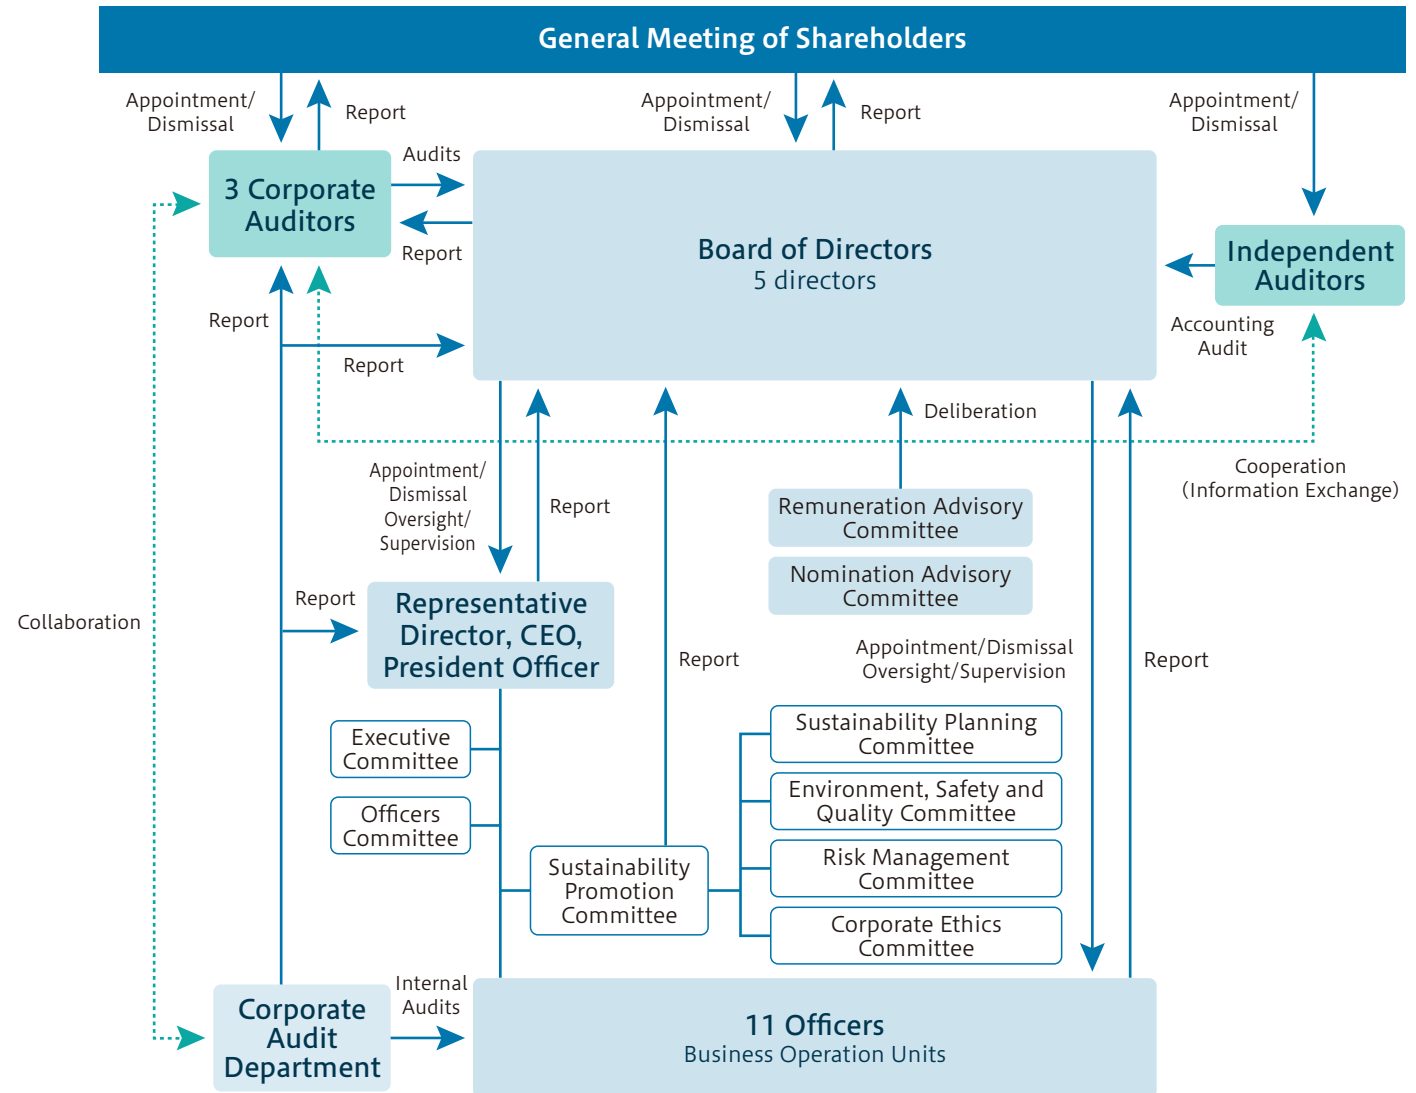 General Meeting of Shareholders
Appointment/
Dismissal
Report
Appointment/
Dismissal
Report
Appointment/
Dismissal
3 Corporate
Auditors
Audits
Report
Board of Directors
5 directors
Independent
Auditors
Accounting
Audit
Report
Report
Deliberation
Cooperation
(Information Exchange)
Appointment/
Dismissal
Oversight/
Supervision
Report
Remuneration Advisory
Committee
Nomination Advisory
Committee
Collaboration
Report
Representative
Director, CEO,
President Officer
Report
Appointment/Dismissal
Oversight/Supervision
Report
Executive
Committee
Officers
Committee
Sustainability
Promotion
Committee
Sustainability Planning
Committee
Environment, Safety and
Quality Committee
Risk Management
Committee
Corporate Ethics
Committee
Corporate
Audit
Department
Internal
Audits
11 Officers
Business Operation Units